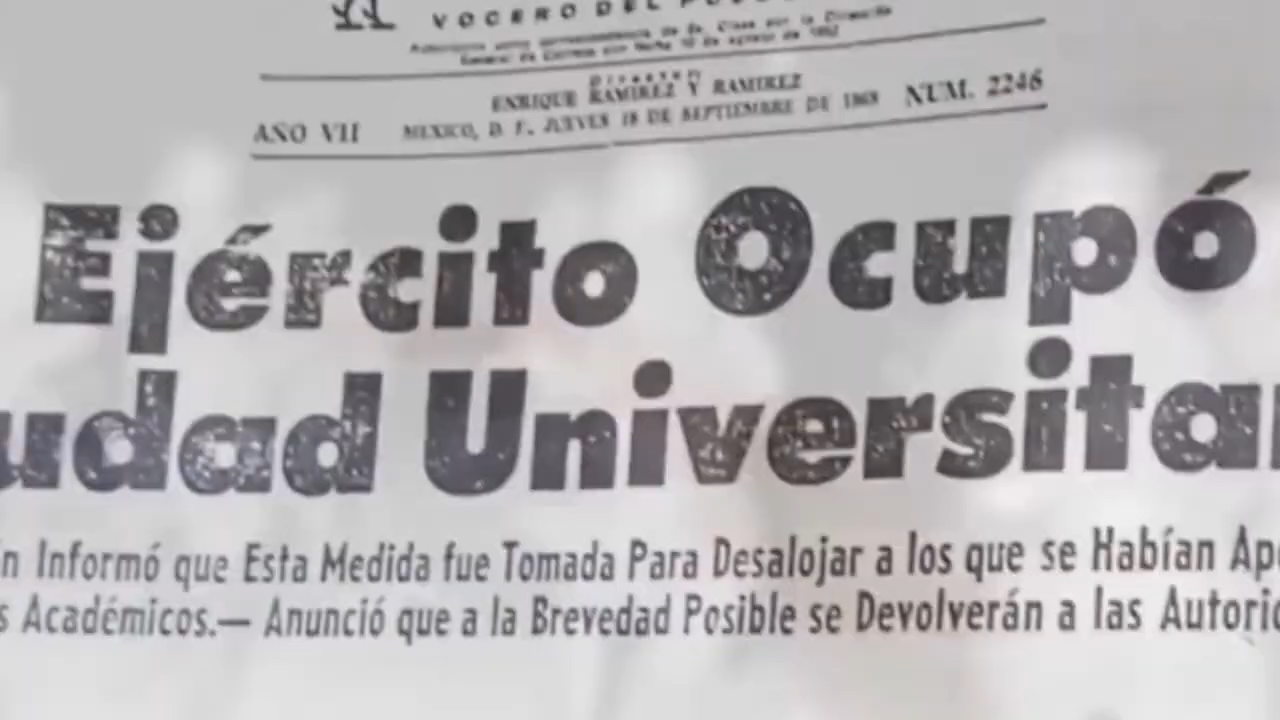 VOCERO DEL
ENRIQUE RAMIREZ Y RAMIREZ
AÑO VII MEXICO, D. F. JUEVES 18 DE SEPTIEMBRE DE 1968 NUM. 2246
Ejército Ocupó
udad Universita
n Informó que Esta Medida fue Tomada Para Desalojar a los que se Habían Ap
s Académicos.— Anunció que a la Brevedad Posible se Devolverán a las Autori